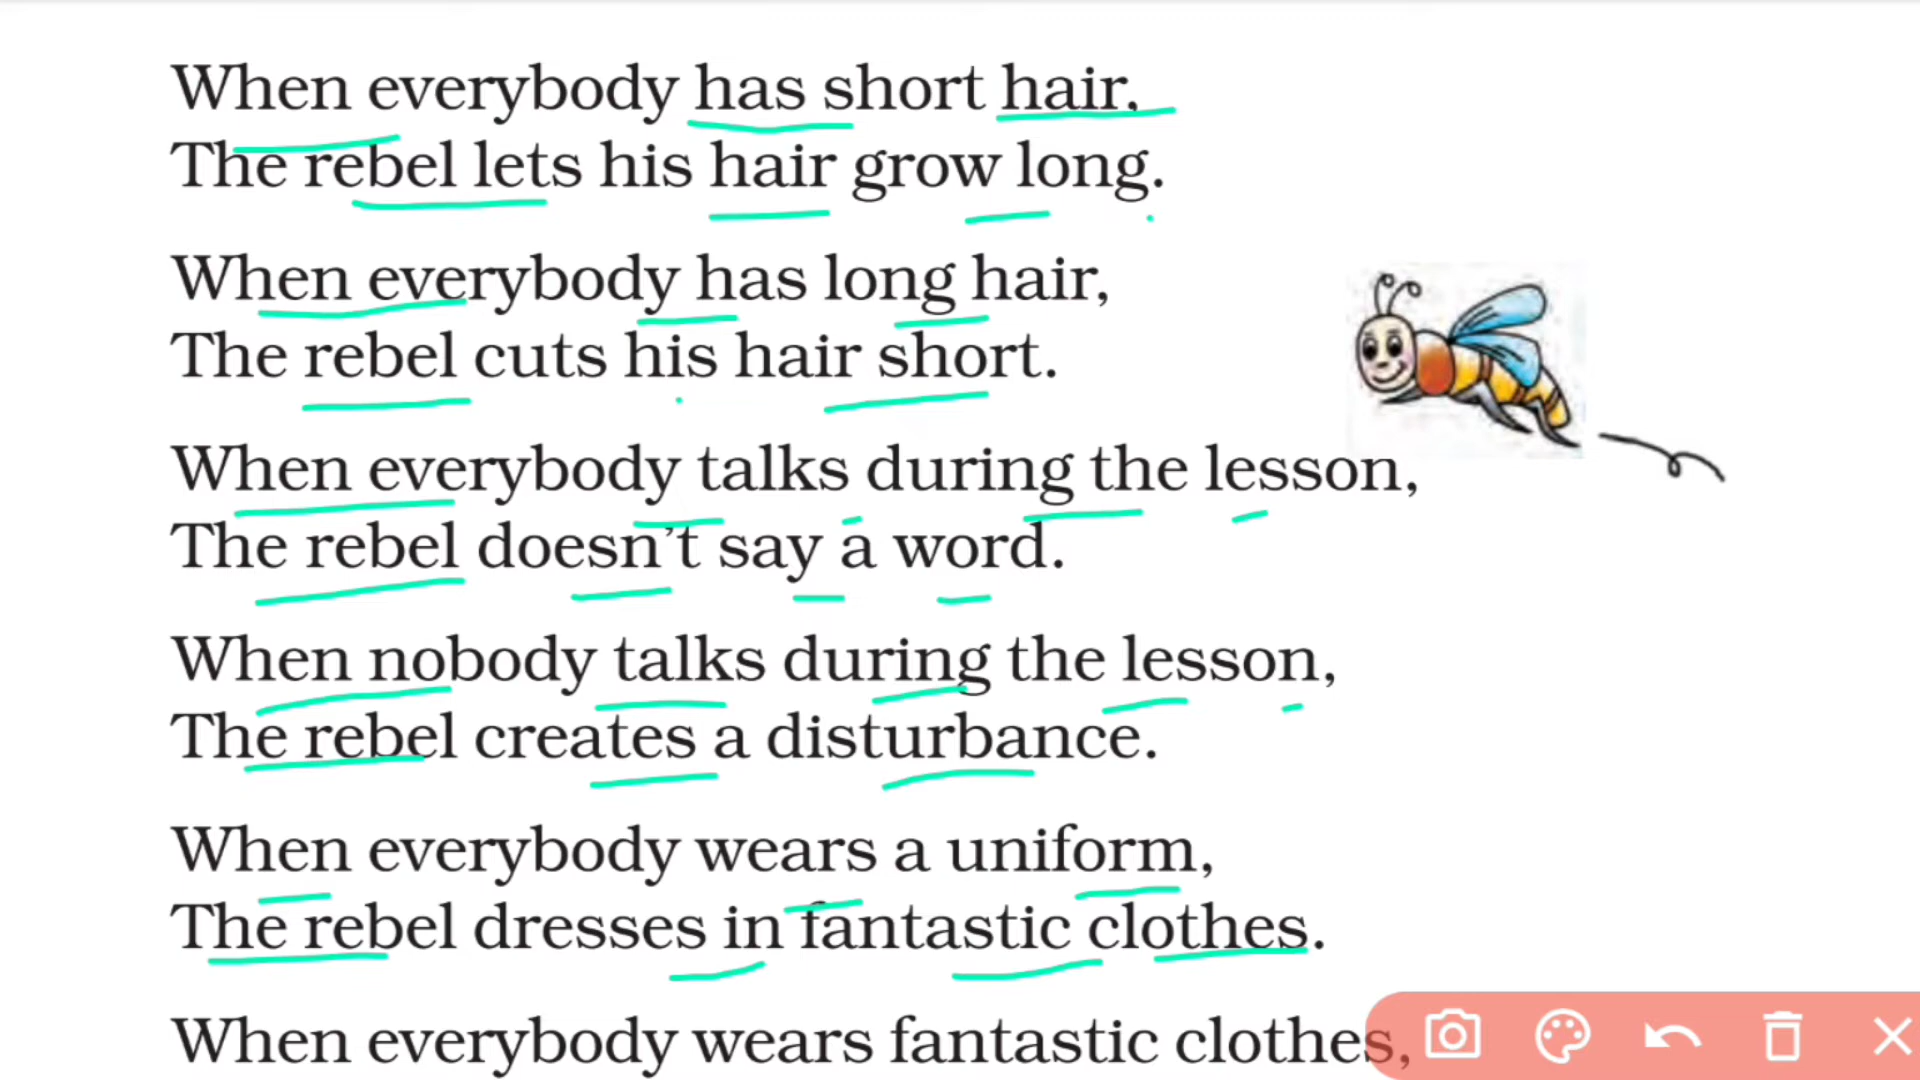 When everybody has short hair,
The rebel lets his hair grow long.
When everybody has long hair,
The rebel cuts his hair short.
When everybody talks during the lesson,
The rebel doesn’t say a word.
When nobody talks during the lesson,
The rebel creates a disturbance.
When everybody wears a uniform,
The rebel dresses in fantastic clothes.
When everybody wears fantastic clothes,